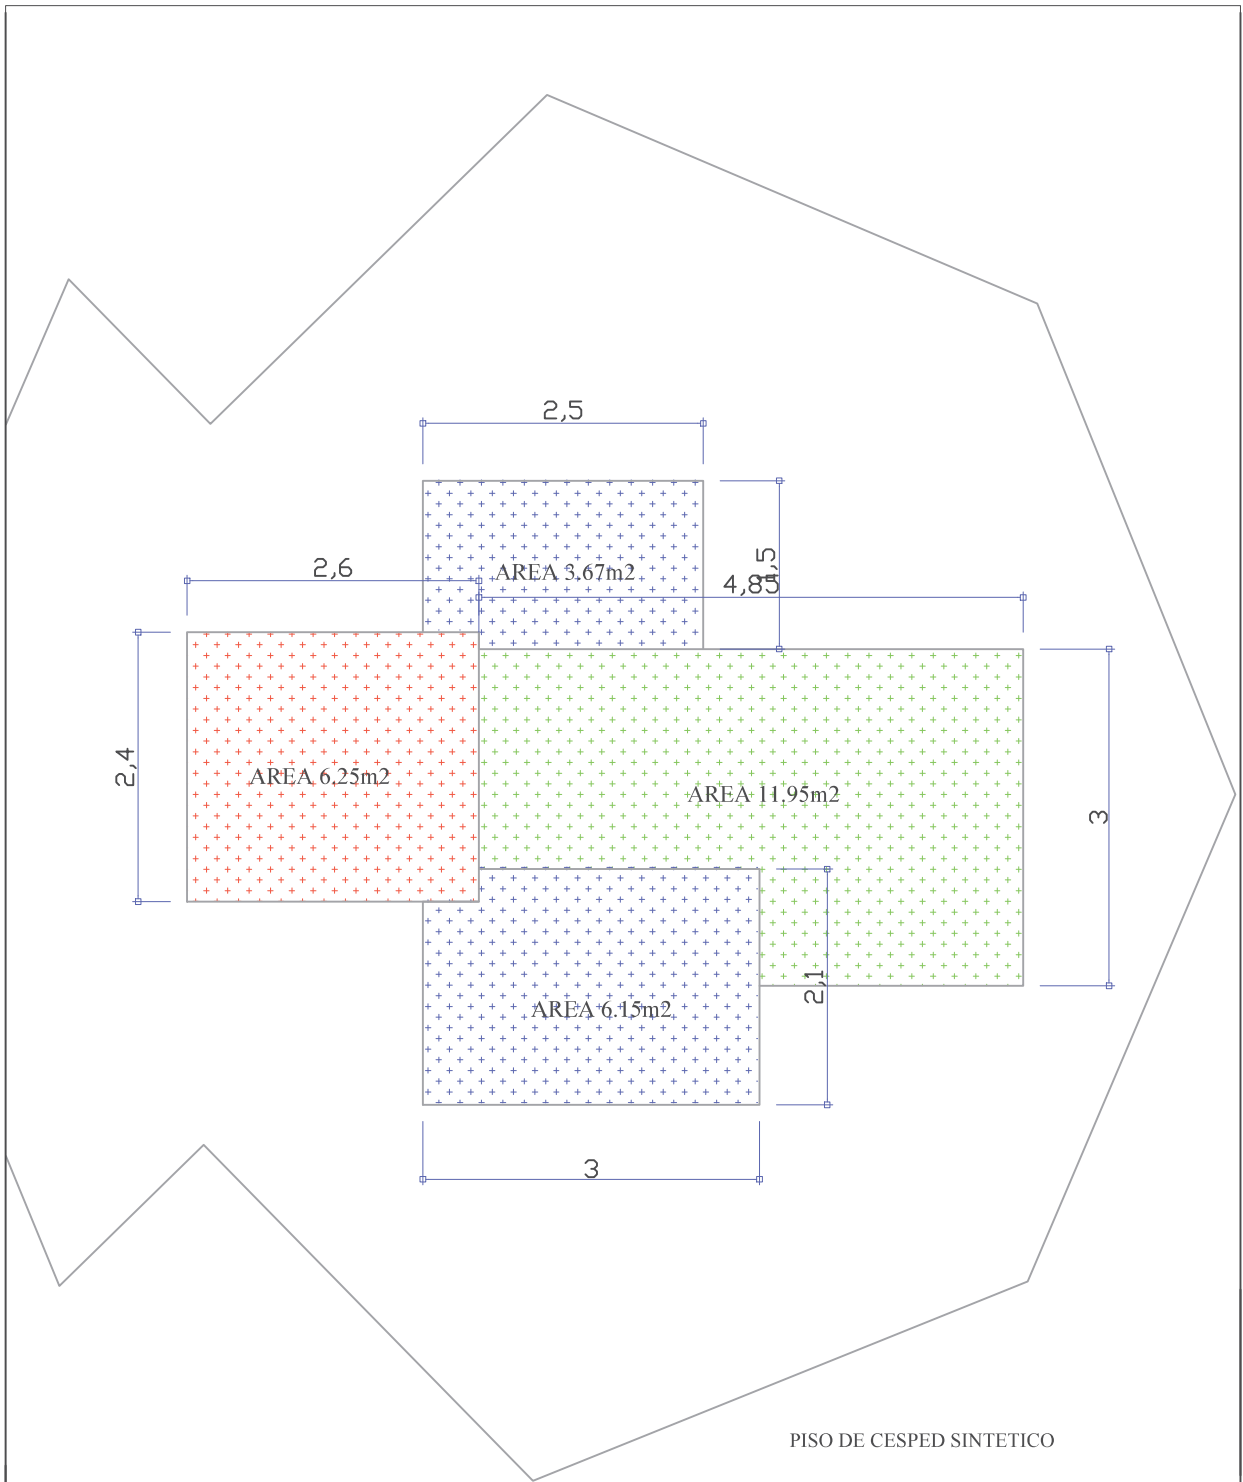 2,5
1,5
AREA 3.67m2
2,6
4,85
2,4
AREA 6.25m2
AREA 11.95m2
3
2,1
AREA 6.15m2
3
PISO DE CESPED SINTETICO